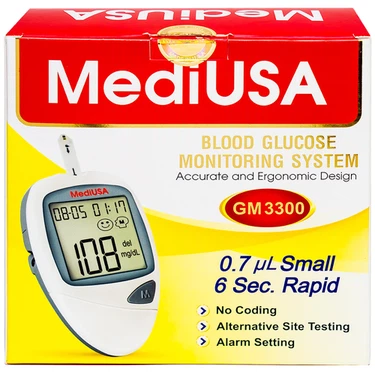 MediUSA
BLOOD GLUCOSE
MONITORING SYSTEM
Accurate and Ergonomic Design
GM 3300
MediUSA
08-05 01:17
108
mg/dL
M
0.7 µL Small
6 Sec. Rapid
No Coding
Alternative Site Testing
Alarm Setting